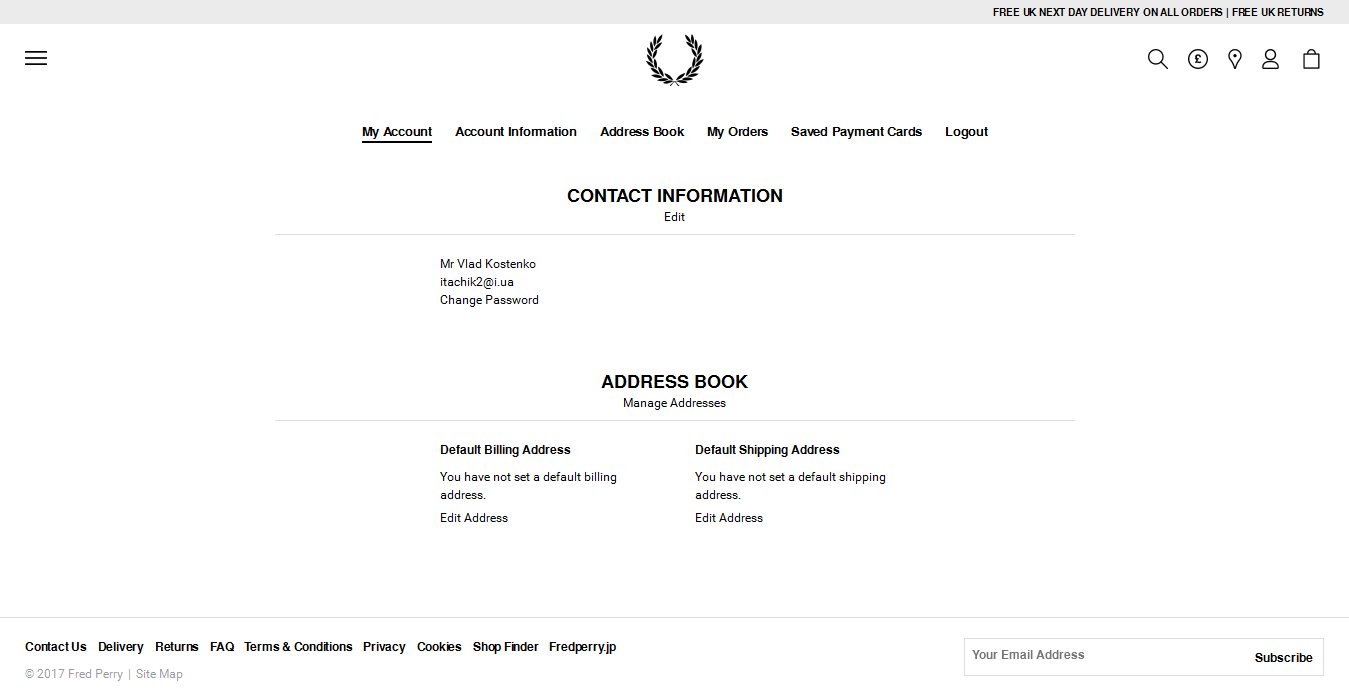 FREE UK NEXT DAY DELIVERY ON ALL ORDERS | FREE UK RETURNS
£
My Account Account Information Address Book My Orders Saved Payment Cards Logout
CONTACT INFORMATION
Edit
Mr Vlad Kostenko
itachik2@i.ua
Change Password
ADDRESS BOOK
Manage Addresses
Default Billing Address
You have not set a default billing
address.
Edit Address
Default Shipping Address
You have not set a default shipping
address.
Edit Address
Contact Us Delivery Returns FAQ Terms & Conditions Privacy Cookies Shop Finder Fredperry.jp
© 2017 Fred Perry | Site Map
Your Email Address Subscribe